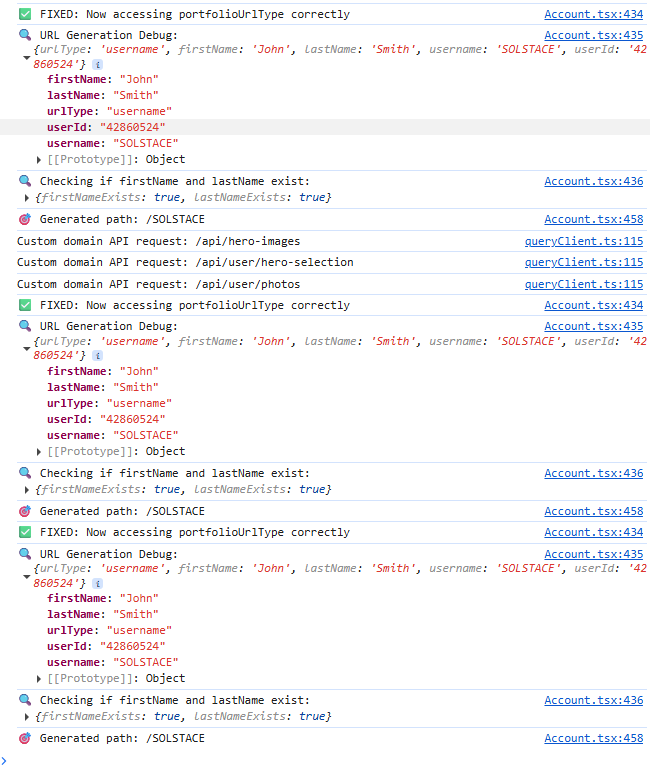 ✅ FIXED: Now accessing portfolioUrlType correctly Account.tsx:434
🔍 URL Generation Debug: Account.tsx:435
{urlType: 'username', firstName: 'John', lastName: 'Smith', username: 'SOLSTACE', userId: '42
860524'} i
firstName: "John"
lastName: "Smith"
urlType: "username"
userId: "42860524"
username: "SOLSTACE"
[[Prototype]]: Object
🔍 Checking if firstName and lastName exist: Account.tsx:436
{firstNameExists: true, lastNameExists: true}
🎯 Generated path: /SOLSTACE Account.tsx:458
Custom domain API request: /api/hero-images queryClient.ts:115
Custom domain API request: /api/user/hero-selection queryClient.ts:115
Custom domain API request: /api/user/photos queryClient.ts:115
✅ FIXED: Now accessing portfolioUrlType correctly Account.tsx:434
🔍 URL Generation Debug: Account.tsx:435
{urlType: 'username', firstName: 'John', lastName: 'Smith', username: 'SOLSTACE', userId: '42
860524'} i
firstName: "John"
lastName: "Smith"
urlType: "username"
userId: "42860524"
username: "SOLSTACE"
[[Prototype]]: Object
🔍 Checking if firstName and lastName exist: Account.tsx:436
{firstNameExists: true, lastNameExists: true}
🎯 Generated path: /SOLSTACE Account.tsx:458
✅ FIXED: Now accessing portfolioUrlType correctly Account.tsx:434
🔍 URL Generation Debug: Account.tsx:435
{urlType: 'username', firstName: 'John', lastName: 'Smith', username: 'SOLSTACE', userId: '42
860524'} i
firstName: "John"
lastName: "Smith"
urlType: "username"
userId: "42860524"
username: "SOLSTACE"
[[Prototype]]: Object
🔍 Checking if firstName and lastName exist: Account.tsx:436
{firstNameExists: true, lastNameExists: true}
🎯 Generated path: /SOLSTACE Account.tsx:458